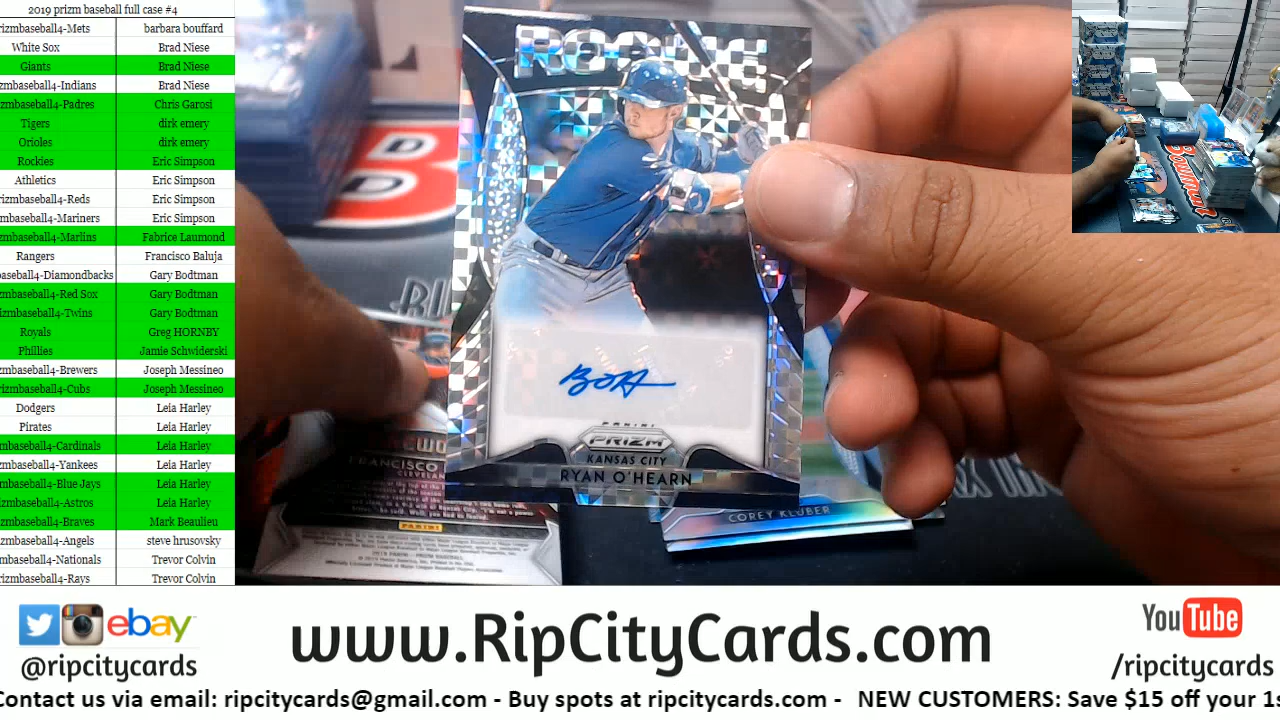 2019 prizm baseball full case #4
rizmbaseball4-Mets barbara bouffard
White Sox Brad Niese
Giants Brad Niese
zmbaseball4-Indians Brad Niese
zmbaseball4-Padres Chris Garosi
Tigers dirk emery
Orioles dirk emery
Rockies Eric Simpson
Athletics Eric Simpson
rizmbaseball4-Reds Eric Simpson
mbaseball4-Mariners Eric Simpson
zmbaseball4-Marlins Fabrice Laumond
Rangers Francisco Baluja
baseball4-Diamondbacks Gary Bodtman
mbaseball4-Red Sox Gary Bodtman
zmbaseball4-Twins Gary Bodtman
Royals Greg HORNBY
Phillies Jamie Schwiderski
zmbaseball4-Brewers Joseph Messineo
zmbaseball4-Cubs Joseph Messineo
Dodgers Leia Harley
Pirates Leia Harley
mbaseball4-Cardinals Leia Harley
mbaseball4-Yankees Leia Harley
mbaseball4-Blue Jays Leia Harley
zmbaseball4-Astros Leia Harley
zmbaseball4-Braves Mark Beaulieu
zmbaseball4-Angels steve hrusovsky
mbaseball4-Nationals Trevor Colvin
rizmbaseball4-Rays Trevor Colvin
PANINI
PRIZM
KANSAS CITY
RYAN O'HEARN
FRANCISCO
CLEVELAN
PANINI
COREY KLUBER
Bowman
ebay
@ripcitycards
www.RipCityCards.com
YouTube
/ripcitycards
Contact us via email: ripcitycards@gmail.com - Buy spots at ripcitycards.com - NEW CUSTOMERS: Save $15 off your 1s